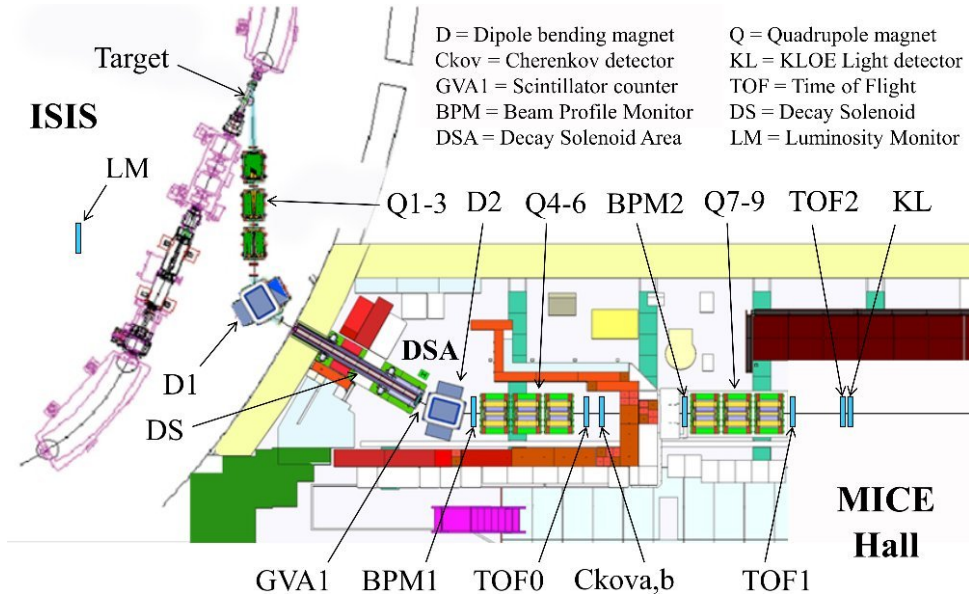 D = Dipole bending magnet
Q = Quadrupole magnet
Ckov = Cherenkov detector
KL = KLOE Light detector
GVA1 = Scintillator counter
TOF = Time of Flight
BPM = Beam Profile Monitor
DS = Decay Solenoid
DSA = Decay Solenoid Area
LM = Luminosity Monitor
Target
ISIS
LM
Q1-3
D2
Q4-6
BPM2
Q7-9
TOF2
KL
D1
DSA
DS
MICE
Hall
GVA1
BPM1
TOF0
Ckova,b
TOF1